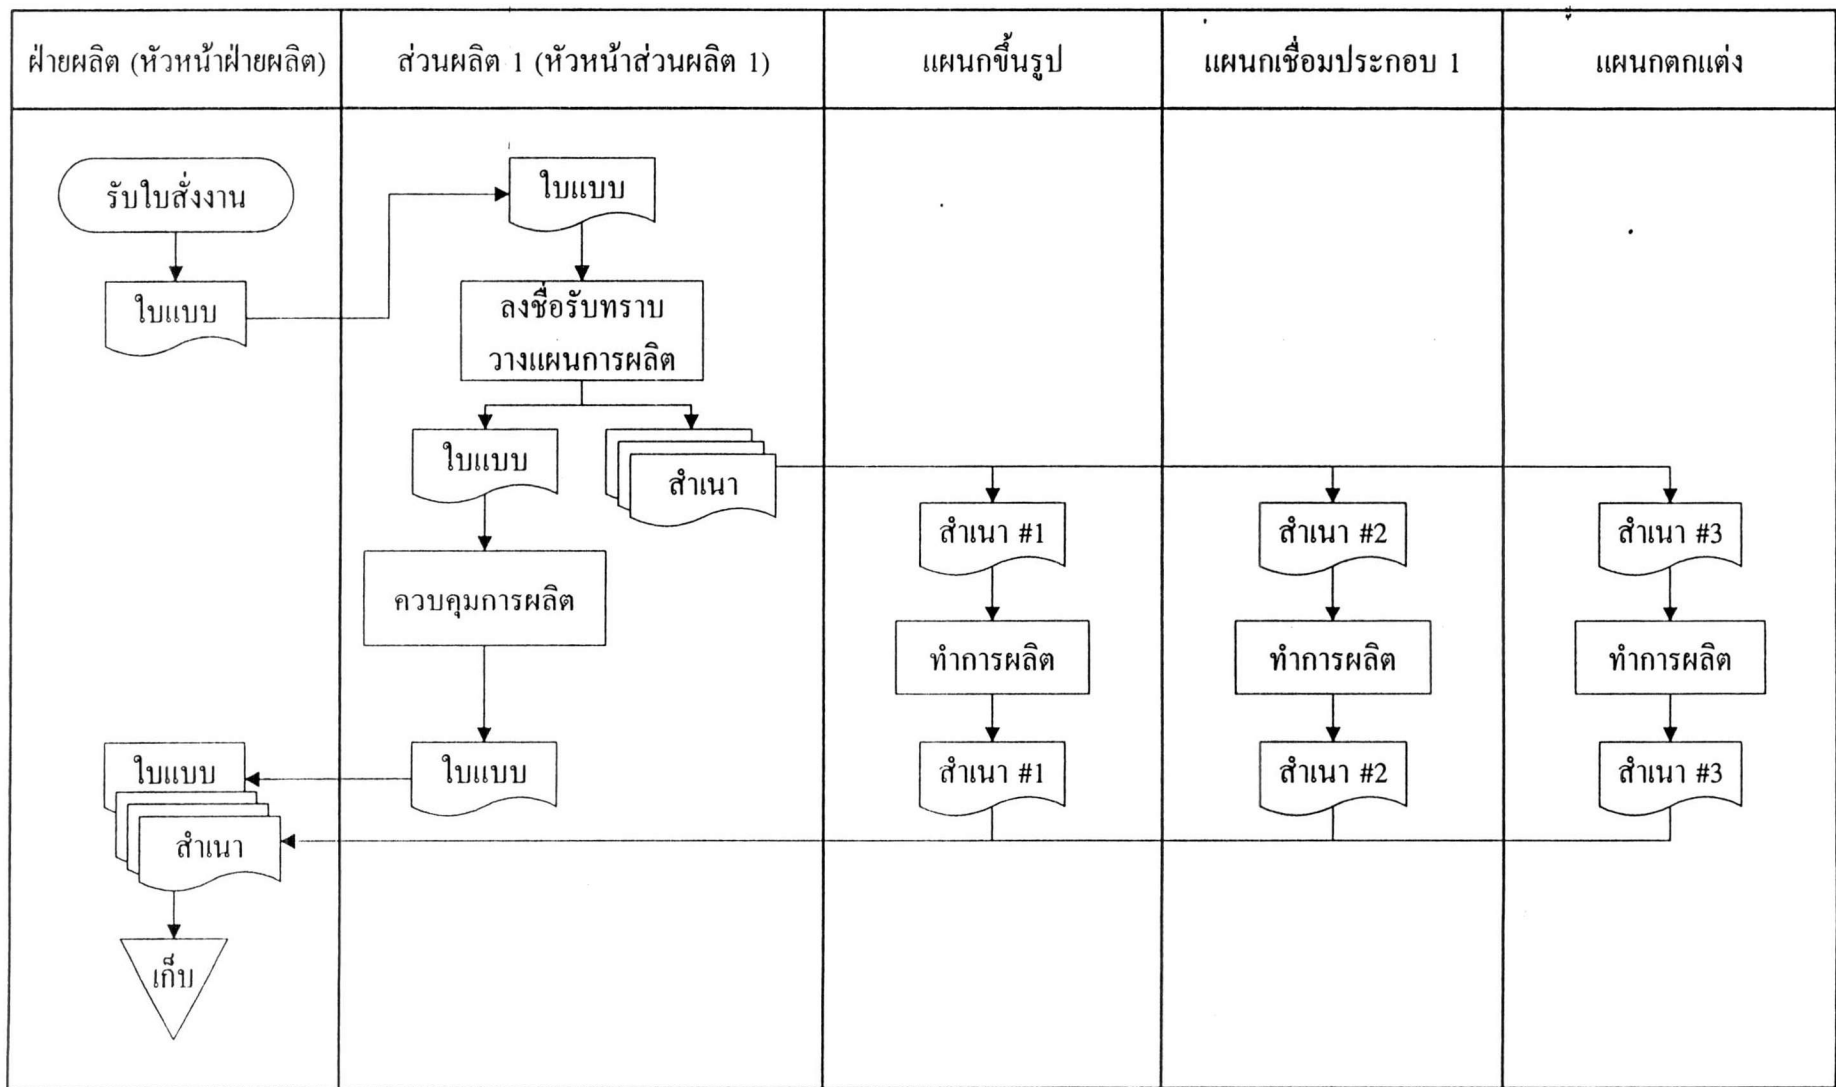 ฝ่ายผลิต (หัวหน้าฝ่ายผลิต)
ส่วนผลิต 1 (หัวหน้าส่วนผลิต 1)
แผนกขึ้นรูป
แผนกเชื่อมประกอบ 1
แผนกตกแต่ง
รับใบสั่งงาน
ใบแบบ
ใบแบบ
ลงชื่อรับทราบ
วางแผนการผลิต
ใบแบบ
สำเนา
สำเนา #1
สำเนา #2
สำเนา #3
ควบคุมการผลิต
ทำการผลิต
ทำการผลิต
ทำการผลิต
ใบแบบ
ใบแบบ
สำเนา #1
สำเนา #2
สำเนา #3
สำเนา
เก็บ